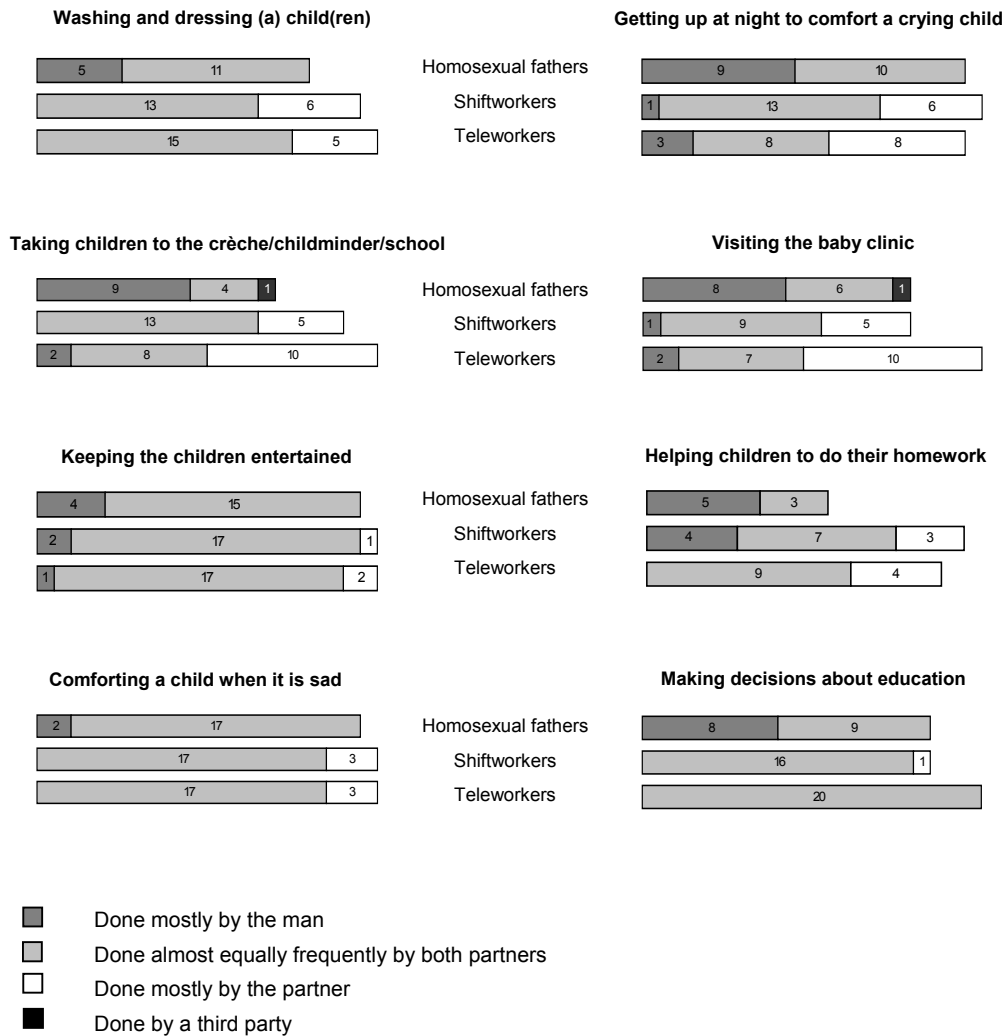 Washing and dressing (a) child(ren)
Getting up at night to comfort a crying child
5 11
Homosexual fathers
9 10
13 6
Shiftworkers
1 13 6
15 5
Teleworkers
3 8 8
Taking children to the crèche/childminder/school
Visiting the baby clinic
9 4 1
Homosexual fathers
8 6 1
13 5
Shiftworkers
1 9 5
2 8 10
Teleworkers
2 7 10
Keeping the children entertained
Helping children to do their homework
4 15
Homosexual fathers
5 3
2 17 1
Shiftworkers
4 7 3
1 17 2
Teleworkers
9 4
Comforting a child when it is sad
Making decisions about education
2 17
Homosexual fathers
8 9
17 3
Shiftworkers
16 1
17 3
Teleworkers
20
Done mostly by the man
Done almost equally frequently by both partners
Done mostly by the partner
Done by a third party